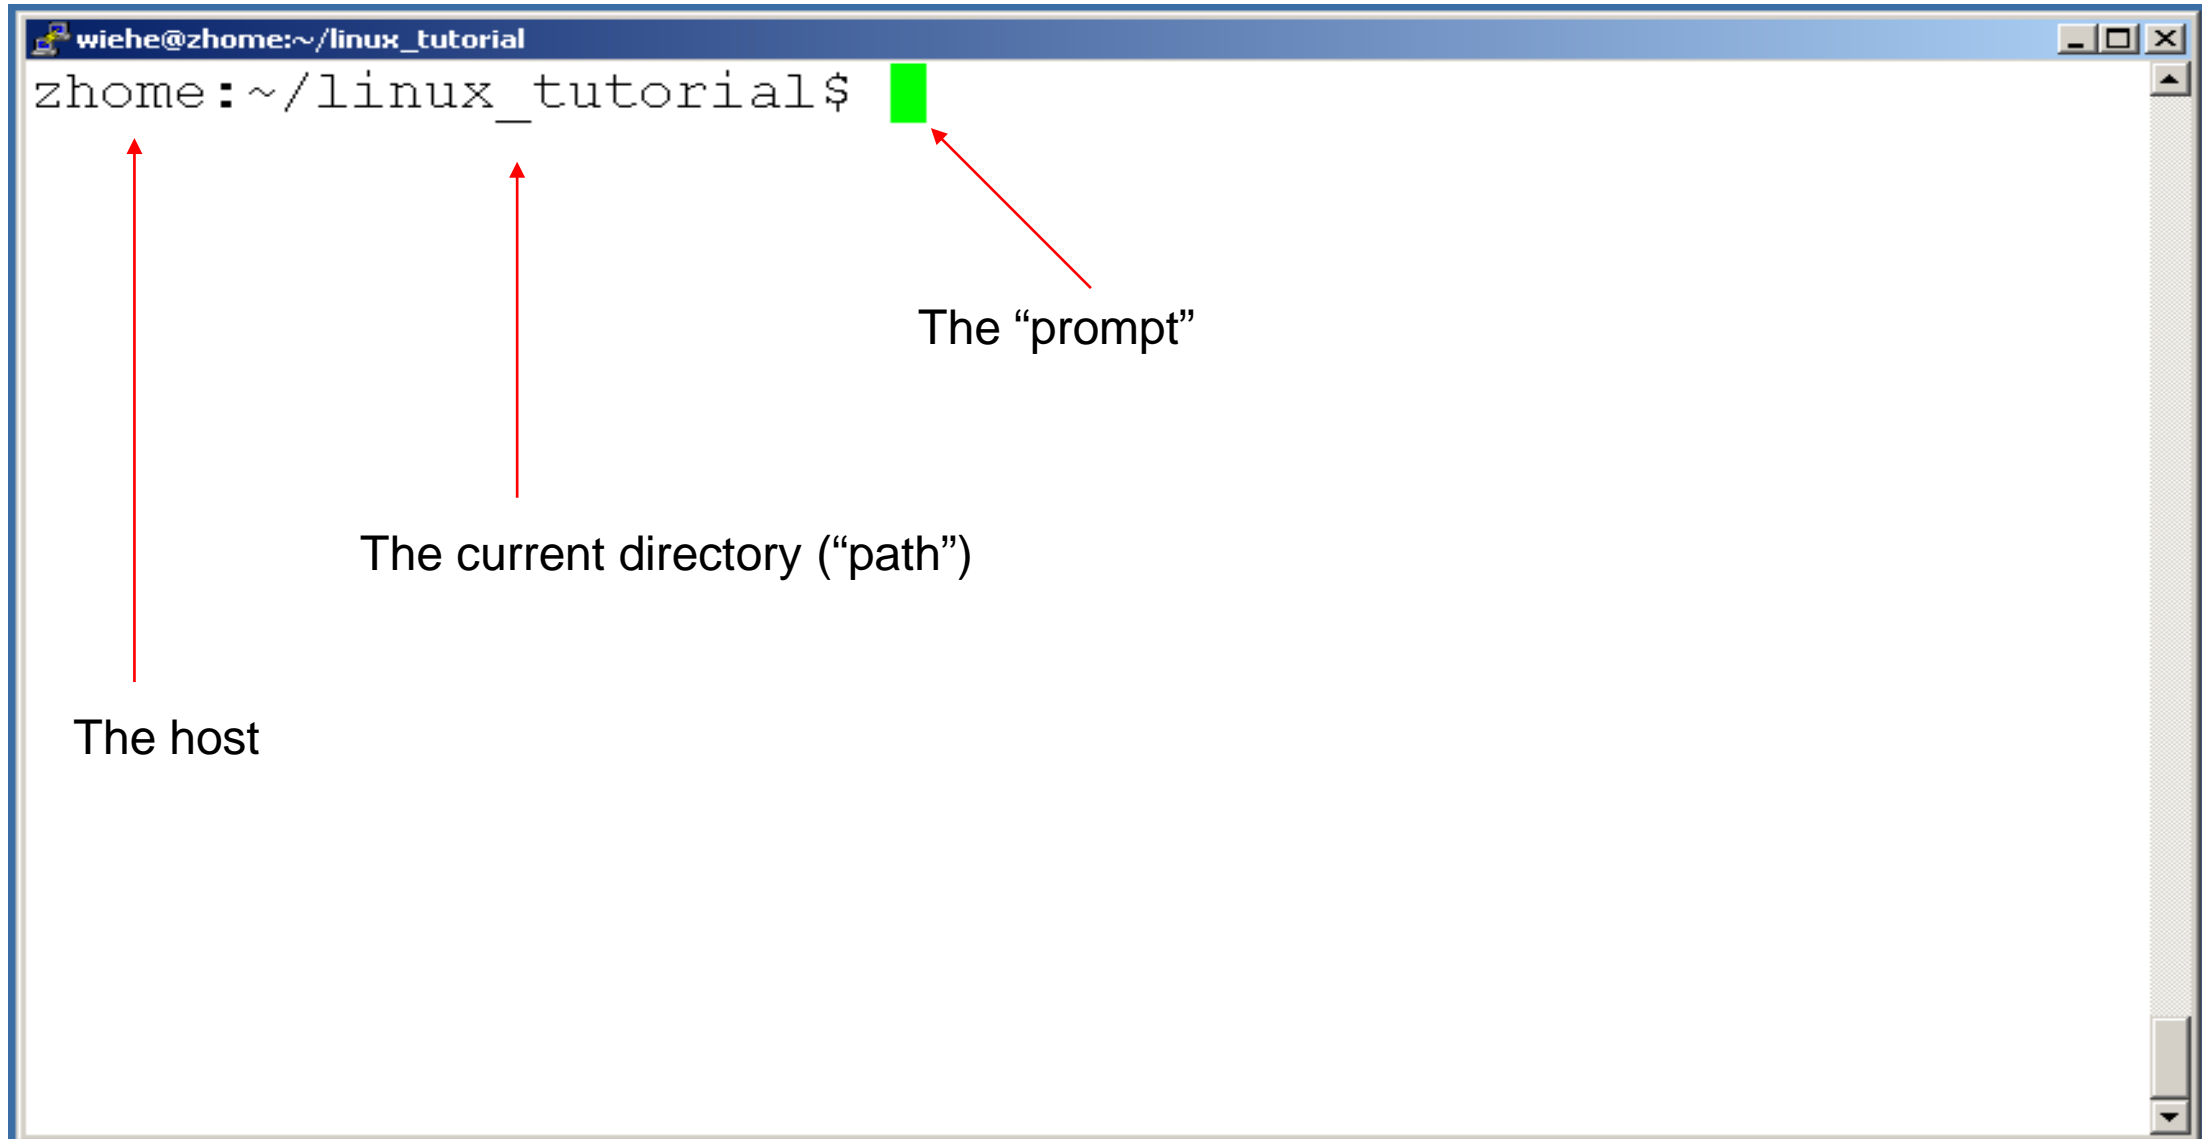 wiehe@zhome:~/linux_tutorial
zhome:~/linux_tutorial$
The “prompt”
The current directory (“path”)
The host